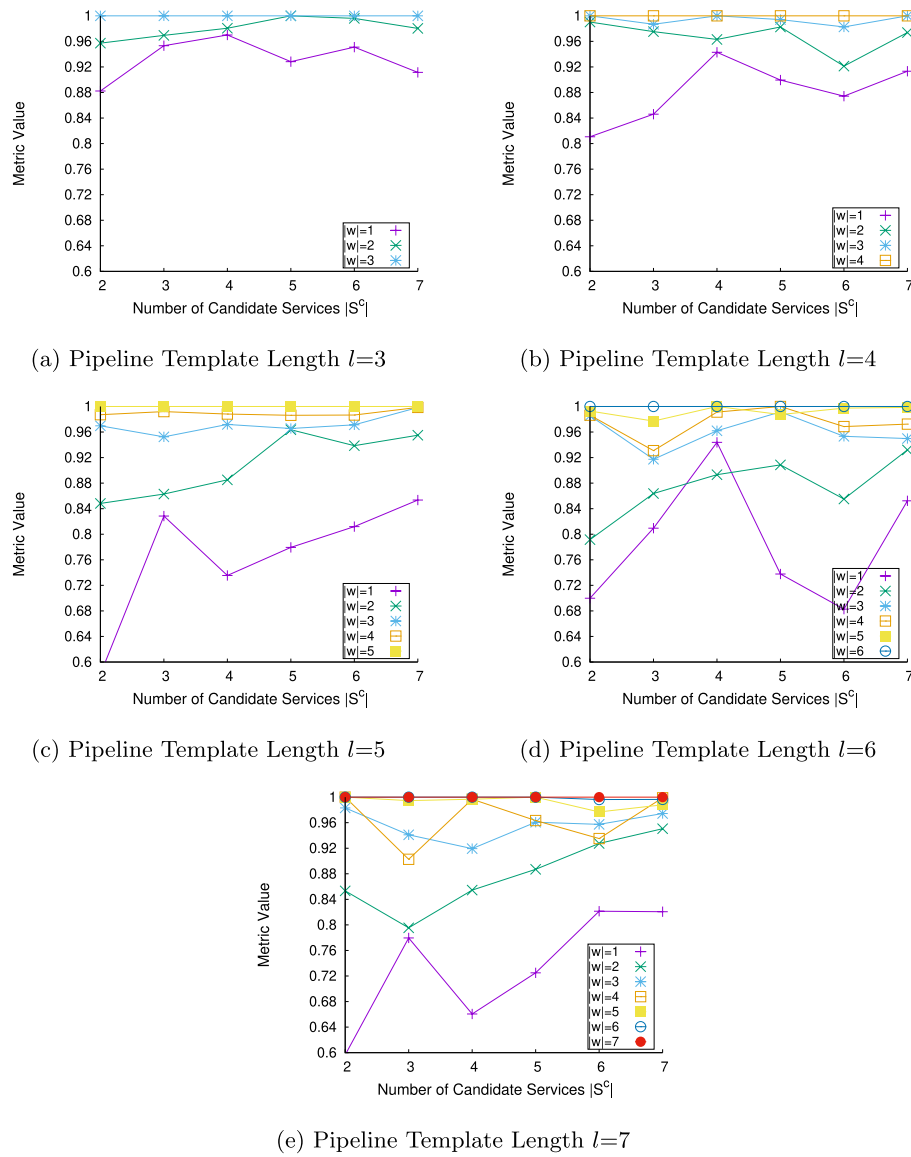 1
0.96
0.92
0.88
0.84
0.8
0.76
0.72
0.68
0.64
0.6
Metric Value
|w|=1
|w|=2
|w|=3
2 3 4 5 6 7
Number of Candidate Services |S^c|
(a) Pipeline Template Length l=3
1
0.96
0.92
0.88
0.84
0.8
0.76
0.72
0.68
0.64
0.6
Metric Value
|w|=1
|w|=2
|w|=3
|w|=4
2 3 4 5 6 7
Number of Candidate Services |S^c|
(b) Pipeline Template Length l=4
1
0.96
0.92
0.88
0.84
0.8
0.76
0.72
0.68
0.64
0.6
Metric Value
|w|=1
|w|=2
|w|=3
|w|=4
|w|=5
2 3 4 5 6 7
Number of Candidate Services |S^c|
(c) Pipeline Template Length l=5
1
0.96
0.92
0.88
0.84
0.8
0.76
0.72
0.68
0.64
0.6
Metric Value
|w|=1
|w|=2
|w|=3
|w|=4
|w|=5
|w|=6
2 3 4 5 6 7
Number of Candidate Services |S^c|
(d) Pipeline Template Length l=6
1
0.96
0.92
0.88
0.84
0.8
0.76
0.72
0.68
0.64
0.6
Metric Value
|w|=1
|w|=2
|w|=3
|w|=4
|w|=5
|w|=6
|w|=7
2 3 4 5 6 7
Number of Candidate Services |S^c|
(e) Pipeline Template Length l=7